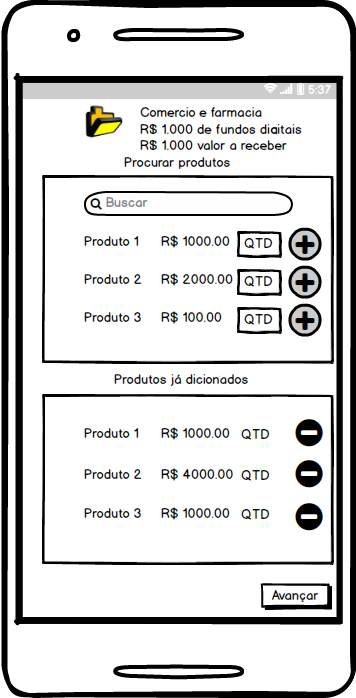 5:37
Comercio e farmacia
R$ 1.000 de fundos digitais
R$ 1.000 valor a receber
Procurar produtos
Buscar
Produto 1 R$ 1000.00 QTD
Produto 2 R$ 2000.00 QTD
Produto 3 R$ 100.00 QTD
Produtos já dicionados
Produto 1 R$ 1000.00 QTD
Produto 2 R$ 4000.00 QTD
Produto 3 R$ 1000.00 QTD
Avançar